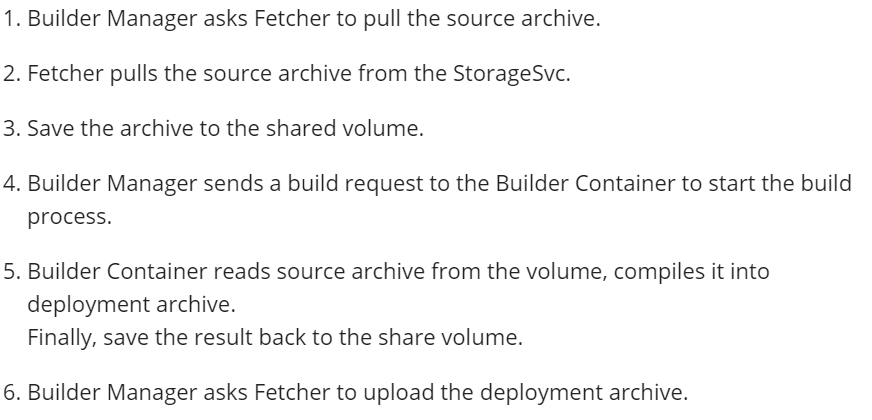 1. Builder Manager asks Fetcher to pull the source archive.
2. Fetcher pulls the source archive from the StorageSvc.
3. Save the archive to the shared volume.
4. Builder Manager sends a build request to the Builder Container to start the build
process.
5. Builder Container reads source archive from the volume, compiles it into
deployment archive.
Finally, save the result back to the share volume.
6. Builder Manager asks Fetcher to upload the deployment archive.